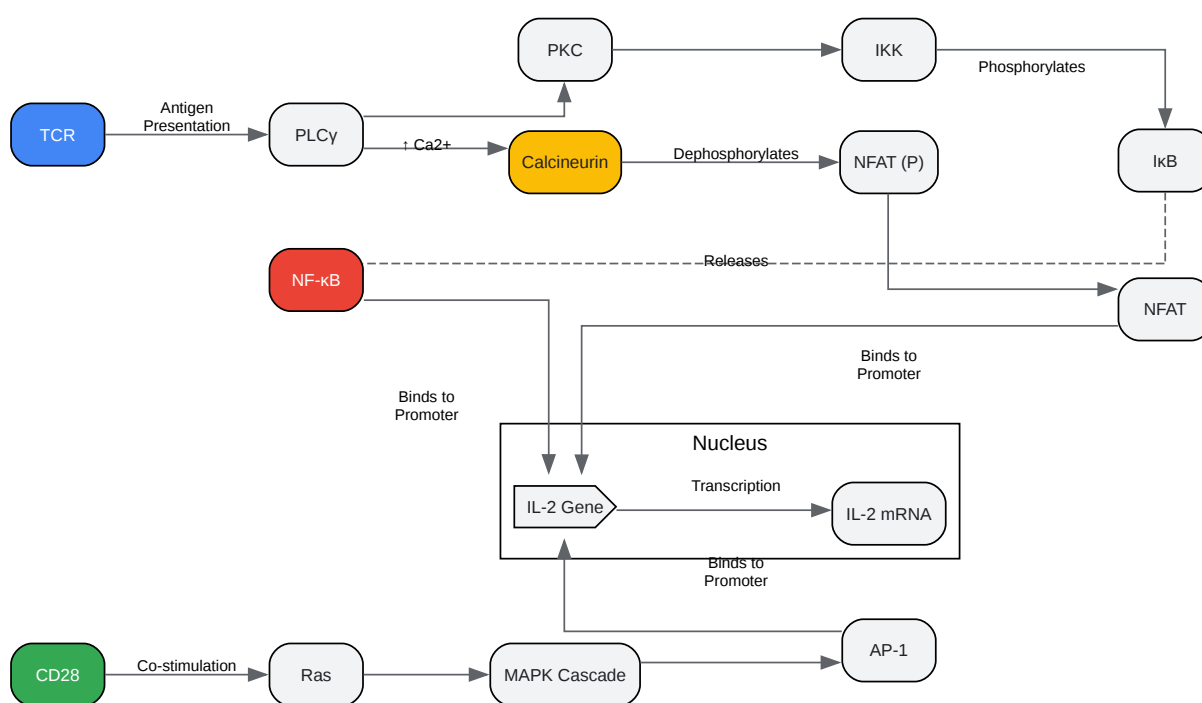 PKC
IKK
Phosphorylates
TCR
Antigen
Presentation
PLCγ
↑ Ca2+
Calcineurin
Dephosphorylates
NFAT (P)
IκB
NF-κB
Releases
NFAT
Binds to
Promoter
Binds to
Promoter
Nucleus
IL-2 Gene
Transcription
IL-2 mRNA
Binds to
Promoter
CD28
Co-stimulation
Ras
MAPK Cascade
AP-1